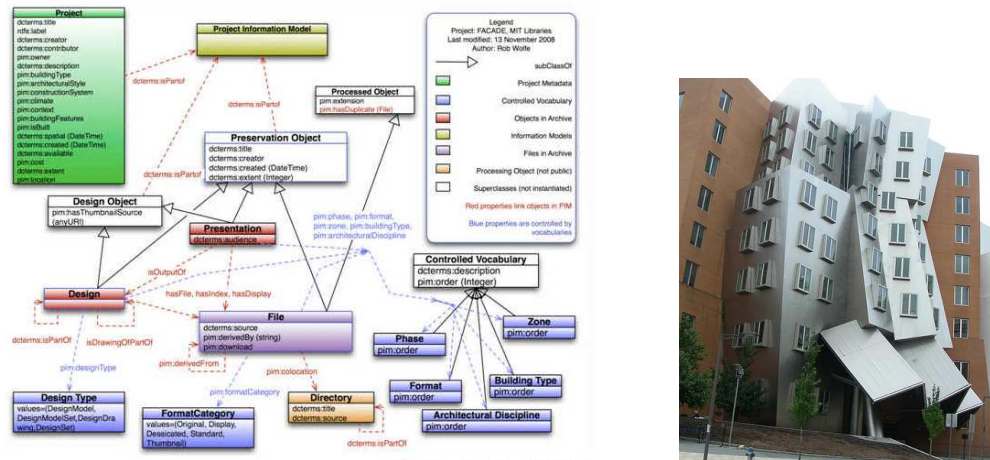 Project
dcterms:title
rdfs:label
dcterms:creator
dcterms:contributor
pim:owner
dcterms:description
pim:buildingType
pim:architecturalStyle
pim:constructionSystem
pim:climate
pim:context
pim:buildingFeatures
pim:isBuilt
dcterms:spatial (DateTime)
dcterms:created (DateTime)
dcterms:available
pim:cost
dcterms:extent
pim:location
Project Information Model
dcterms:isPartof
dcterms:isPartof
dcterms:isPartof
Processed Object
pim:extension
pim:hasDuplicate (File)
Preservation Object
dcterms:title
dcterms:creator
dcterms:created (DateTime)
dcterms:extent (Integer)
Legend
Project: FACADE, MIT Libraries
Last modified: 13 November 2008
Author: Rob Wolfe
subClassOf
Project Metadata
Controlled Vocabulary
Objects in Archive
Information Models
Files in Archive
Processing Object (not public)
Superclasses (not instantiated)
Red properties link objects in PIM
Blue properties are controlled by
vocabularies
Design Object
pim:hasThumbnailSource
(anyURI)
Presentation
dcterms:audience
pim:phase, pim:format,
pim:zone, pim:buildingType,
pim:architecturalDiscipline
isOutputOf
Design
hasFile, hasIndex, hasDisplay
dcterms:isPartOf
isDrawingOfPartOf
File
dcterms:source
pim:derivedBy (string)
pim:download
pim:derivedFrom
pim:designType
pim:colocation
pim:formatCategory
Controlled Vocabulary
dcterms:description
pim:order (Integer)
Zone
pim:order
Phase
pim:order
Building Type
pim:order
Format
pim:order
Architectural Discipline
pim:order
Design Type
values=(DesignModel,
DesignModelSet,DesignDra
wing,DesignSet)
FormatCategory
values=(Original, Display,
Dessicated, Standard,
Thumbnail)
Directory
dcterms:title
dcterms:source
dcterms:isPartOf